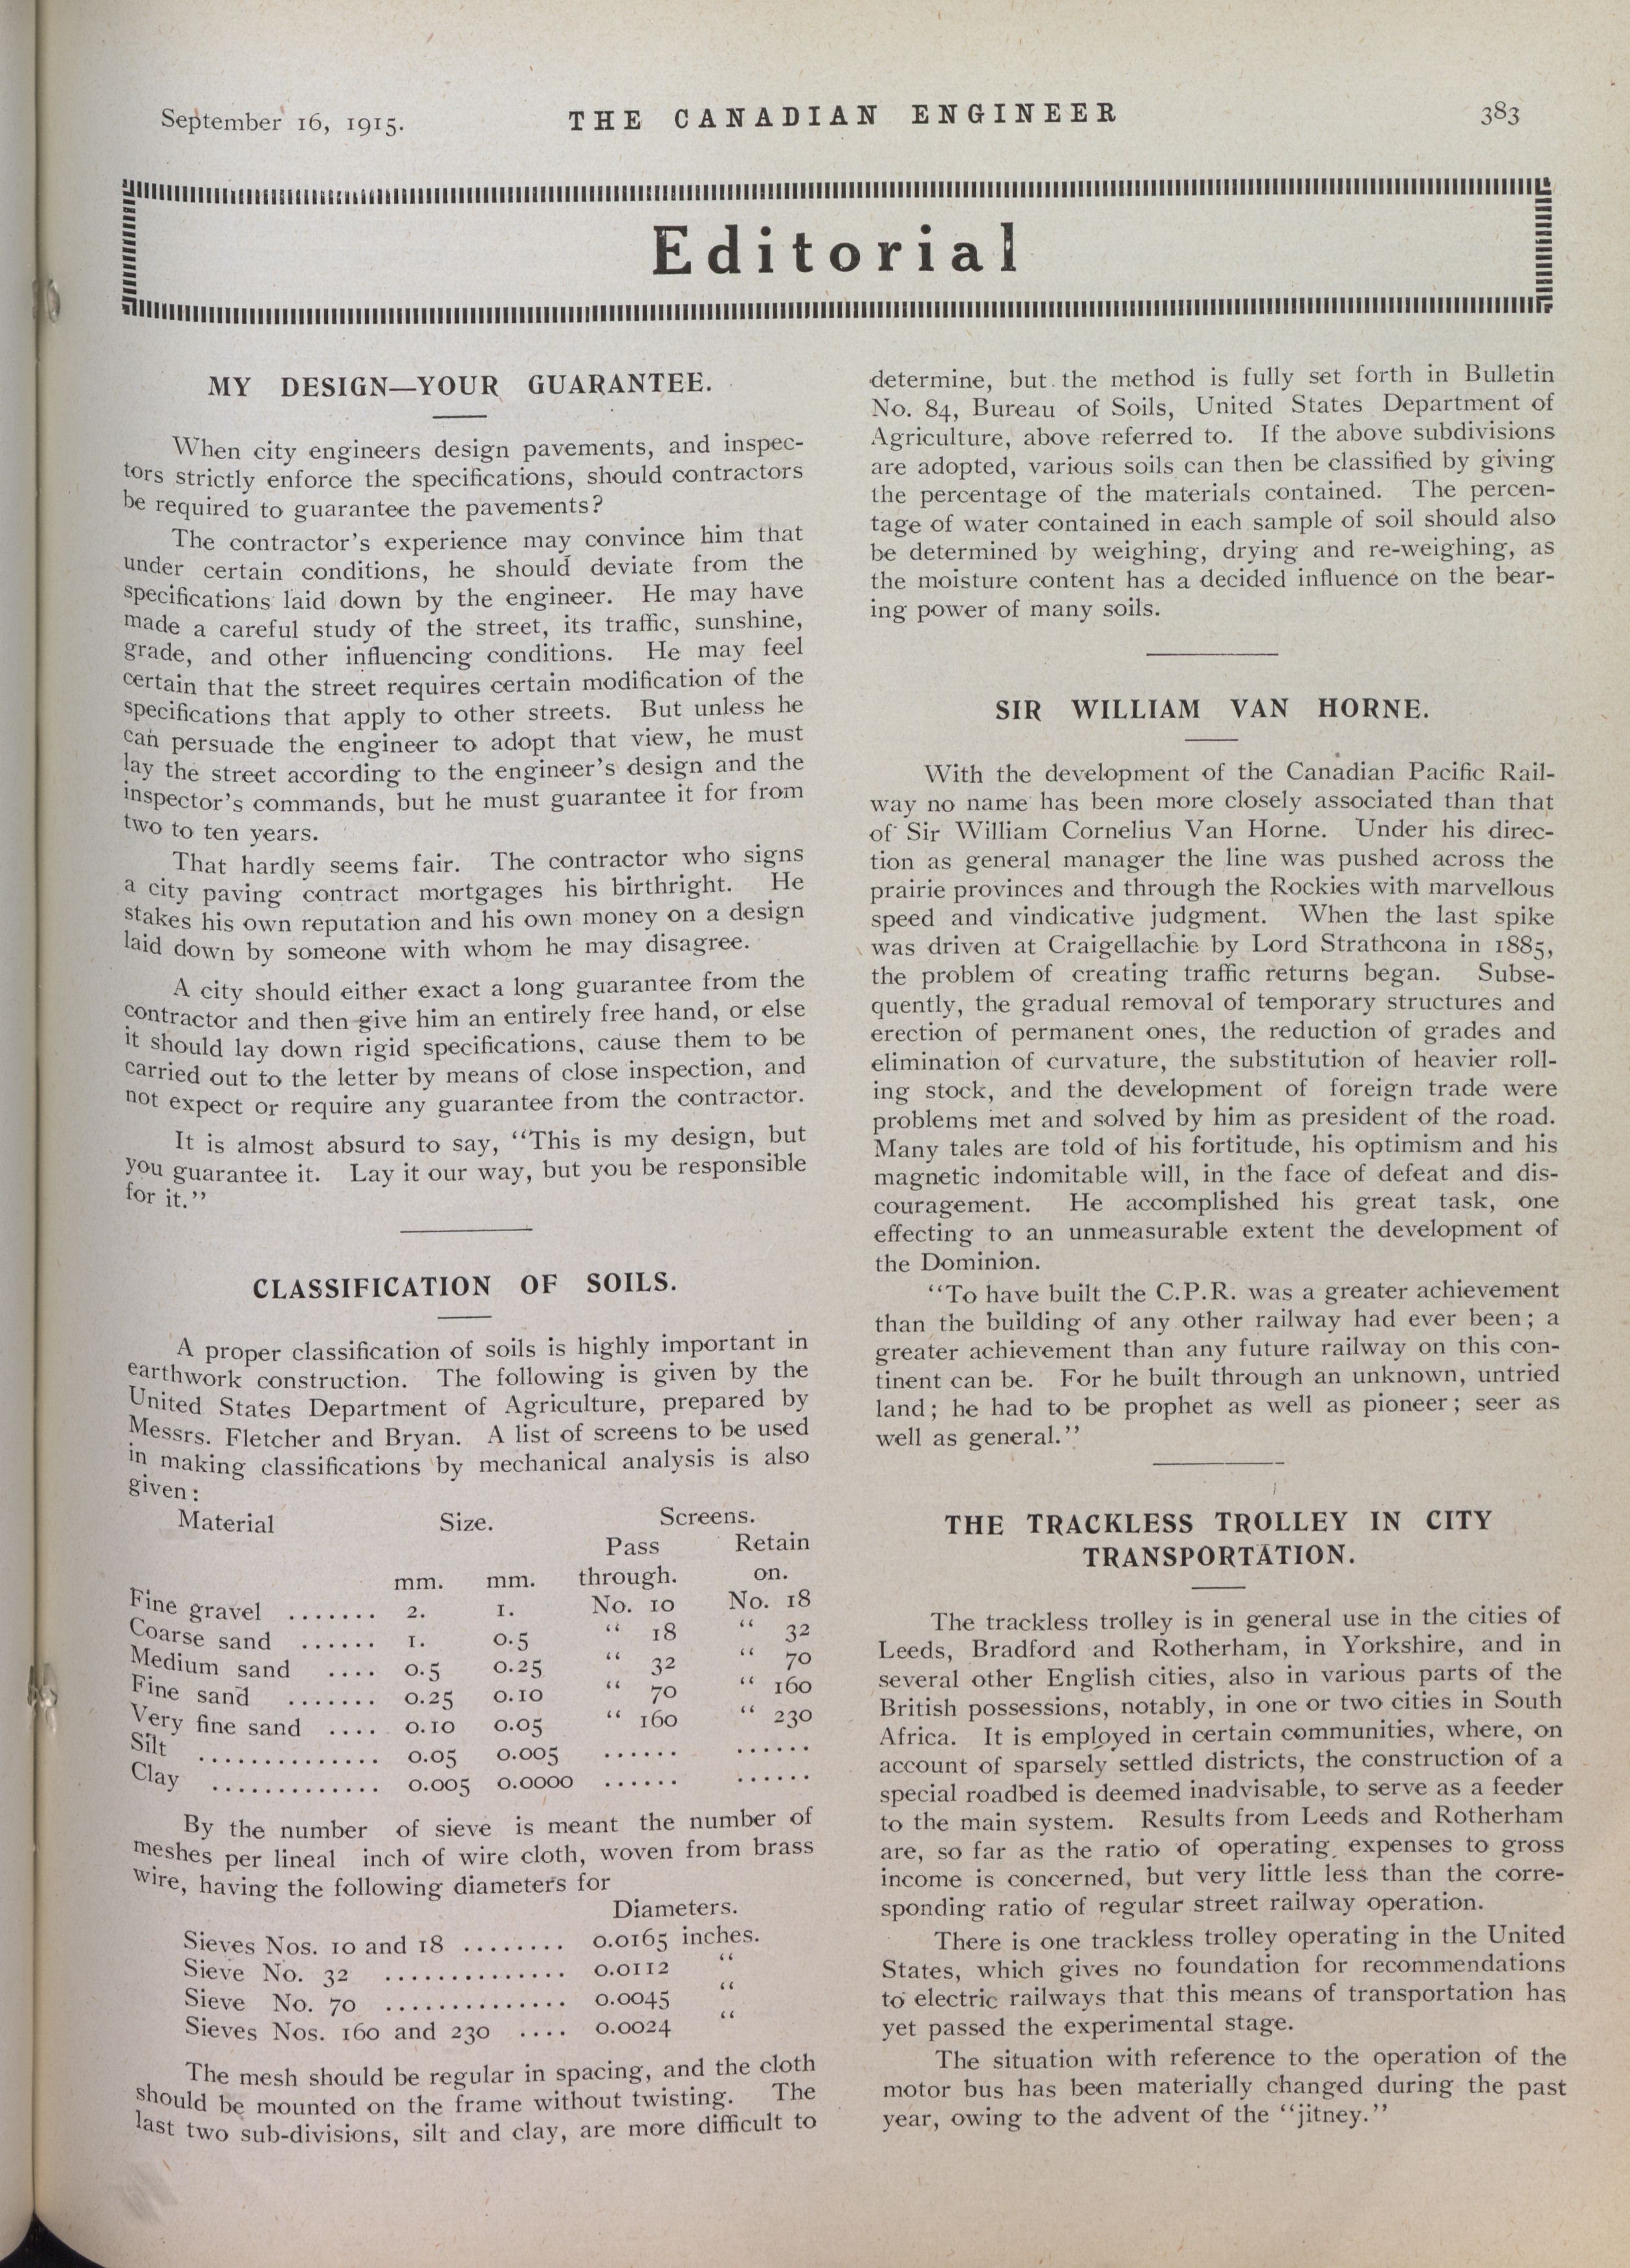 September 16, 1915.
THE CANADIAN ENGINEER
383
Editorial
MY DESIGN—YOUR GUARANTEE.
When city engineers design pavements, and inspec-
tors strictly enforce the specifications, should contractors
be required to guarantee the pavements?
The contractor's experience may convince him that
under certain conditions, he should deviate from the
specifications laid down by the engineer. He may have
made a careful study of the street, its traffic, sunshine,
grade, and other influencing conditions. He may feel
certain that the street requires certain modification of the
specifications that apply to other streets. But unless he
can persuade the engineer to adopt that view, he must
lay the street according to the engineer's design and the
inspector's commands, but he must guarantee it for from
two to ten years.
That hardly seems fair. The contractor who signs
a city paving contract mortgages his birthright. He
stakes his own reputation and his own money on a design
laid down by someone with whom he may disagree.
A city should either exact a long guarantee from the
contractor and then give him an entirely free hand, or else
it should lay down rigid specifications, cause them to be
carried out to the letter by means of close inspection, and
not expect or require any guarantee from the contractor.
It is almost absurd to say, "This is my design, but
you guarantee it. Lay it our way, but you be responsible
for it."
CLASSIFICATION OF SOILS.
A proper classification of soils is highly important in
earthwork construction. The following is given by the
United States Department of Agriculture, prepared by
Messrs. Fletcher and Bryan. A list of screens to be used
in making classifications by mechanical analysis is also
given:
Material Size. Screens.
Pass Retain
mm. mm. through. on.
Fine gravel ....... 2. 1. No. 10 No. 18
Coarse sand ...... 1. 0.5 " 18 " 32
Medium sand .... 0.5 0.25 " 32 " 70
Fine sand ....... 0.25 0.10 " 70 " 160
Very fine sand .... 0.10 0.05 " 160 " 230
Silt .............. 0.05 0.005 ...... ......
Clay ............. 0.005 0.0000 ...... ......
By the number of sieve is meant the number of
meshes per lineal inch of wire cloth, woven from brass
wire, having the following diameters for
Diameters.
Sieves Nos. 10 and 18 ........ 0.0165 inches.
Sieve No. 32 .............. 0.0112 "
Sieve No. 70 .............. 0.0045 "
Sieves Nos. 160 and 230 .... 0.0024 "
The mesh should be regular in spacing, and the cloth
should be mounted on the frame without twisting. The
last two sub-divisions, silt and clay, are more difficult to
determine, but the method is fully set forth in Bulletin
No. 84, Bureau of Soils, United States Department of
Agriculture, above referred to. If the above subdivisions
are adopted, various soils can then be classified by giving
the percentage of the materials contained. The percen-
tage of water contained in each sample of soil should also
be determined by weighing, drying and re-weighing, as
the moisture content has a decided influence on the bear-
ing power of many soils.
SIR WILLIAM VAN HORNE.
With the development of the Canadian Pacific Rail-
way no name has been more closely associated than that
of Sir William Cornelius Van Horne. Under his direc-
tion as general manager the line was pushed across the
prairie provinces and through the Rockies with marvellous
speed and vindicative judgment. When the last spike
was driven at Craigellachie by Lord Strathcona in 1885,
the problem of creating traffic returns began. Subse-
quently, the gradual removal of temporary structures and
erection of permanent ones, the reduction of grades and
elimination of curvature, the substitution of heavier roll-
ing stock, and the development of foreign trade were
problems met and solved by him as president of the road.
Many tales are told of his fortitude, his optimism and his
magnetic indomitable will, in the face of defeat and dis-
couragement. He accomplished his great task, one
effecting to an unmeasurable extent the development of
the Dominion.
"To have built the C.P.R. was a greater achievement
than the building of any other railway had ever been; a
greater achievement than any future railway on this con-
tinent can be. For he built through an unknown, untried
land; he had to be prophet as well as pioneer; seer as
well as general."
THE TRACKLESS TROLLEY IN CITY
TRANSPORTATION.
The trackless trolley is in general use in the cities of
Leeds, Bradford and Rotherham, in Yorkshire, and in
several other English cities, also in various parts of the
British possessions, notably, in one or two cities in South
Africa. It is employed in certain communities, where, on
account of sparsely settled districts, the construction of a
special roadbed is deemed inadvisable, to serve as a feeder
to the main system. Results from Leeds and Rotherham
are, so far as the ratio of operating expenses to gross
income is concerned, but very little less than the corre-
sponding ratio of regular street railway operation.
There is one trackless trolley operating in the United
States, which gives no foundation for recommendations
to electric railways that this means of transportation has
yet passed the experimental stage.
The situation with reference to the operation of the
motor bus has been materially changed during the past
year, owing to the advent of the "jitney."